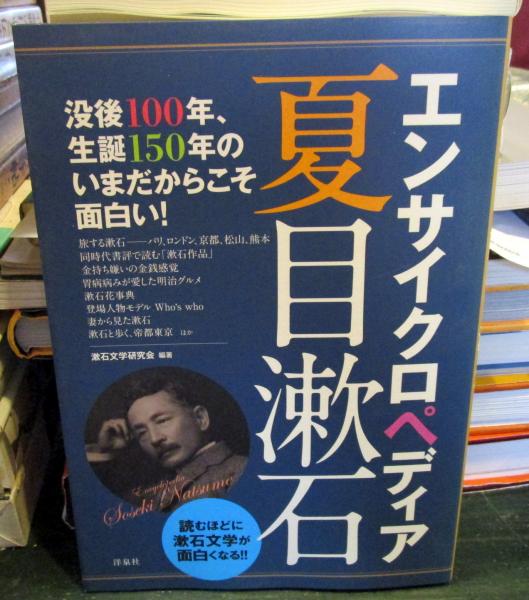 エンサイクロペディア
夏目漱石
没後100年、
生誕150年の
いまだからこそ
面白い!
旅する漱石――パリ、ロンドン、京都、松山、熊本
同時代書評で読む「漱石作品」
金持ち嫌いの金銭感覚
胃病病みが愛した明治グルメ
漱石花事典
登場人物モデル Who's who
妻から見た漱石
漱石と歩く、帝都東京 ほか
漱石文学研究会 編著
Encyclopedia
Soseki Natsume
読むほどに
漱石文学が
面白くなる!!
洋泉社